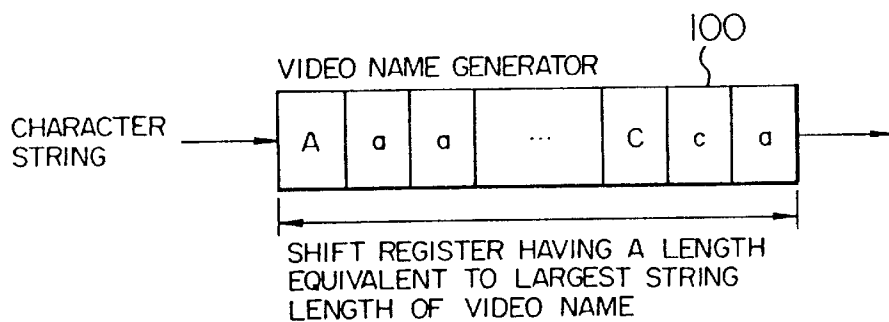 100
VIDEO NAME GENERATOR
CHARACTER
STRING
A a a ... C c a
SHIFT REGISTER HAVING A LENGTH
EQUIVALENT TO LARGEST STRING
LENGTH OF VIDEO NAME